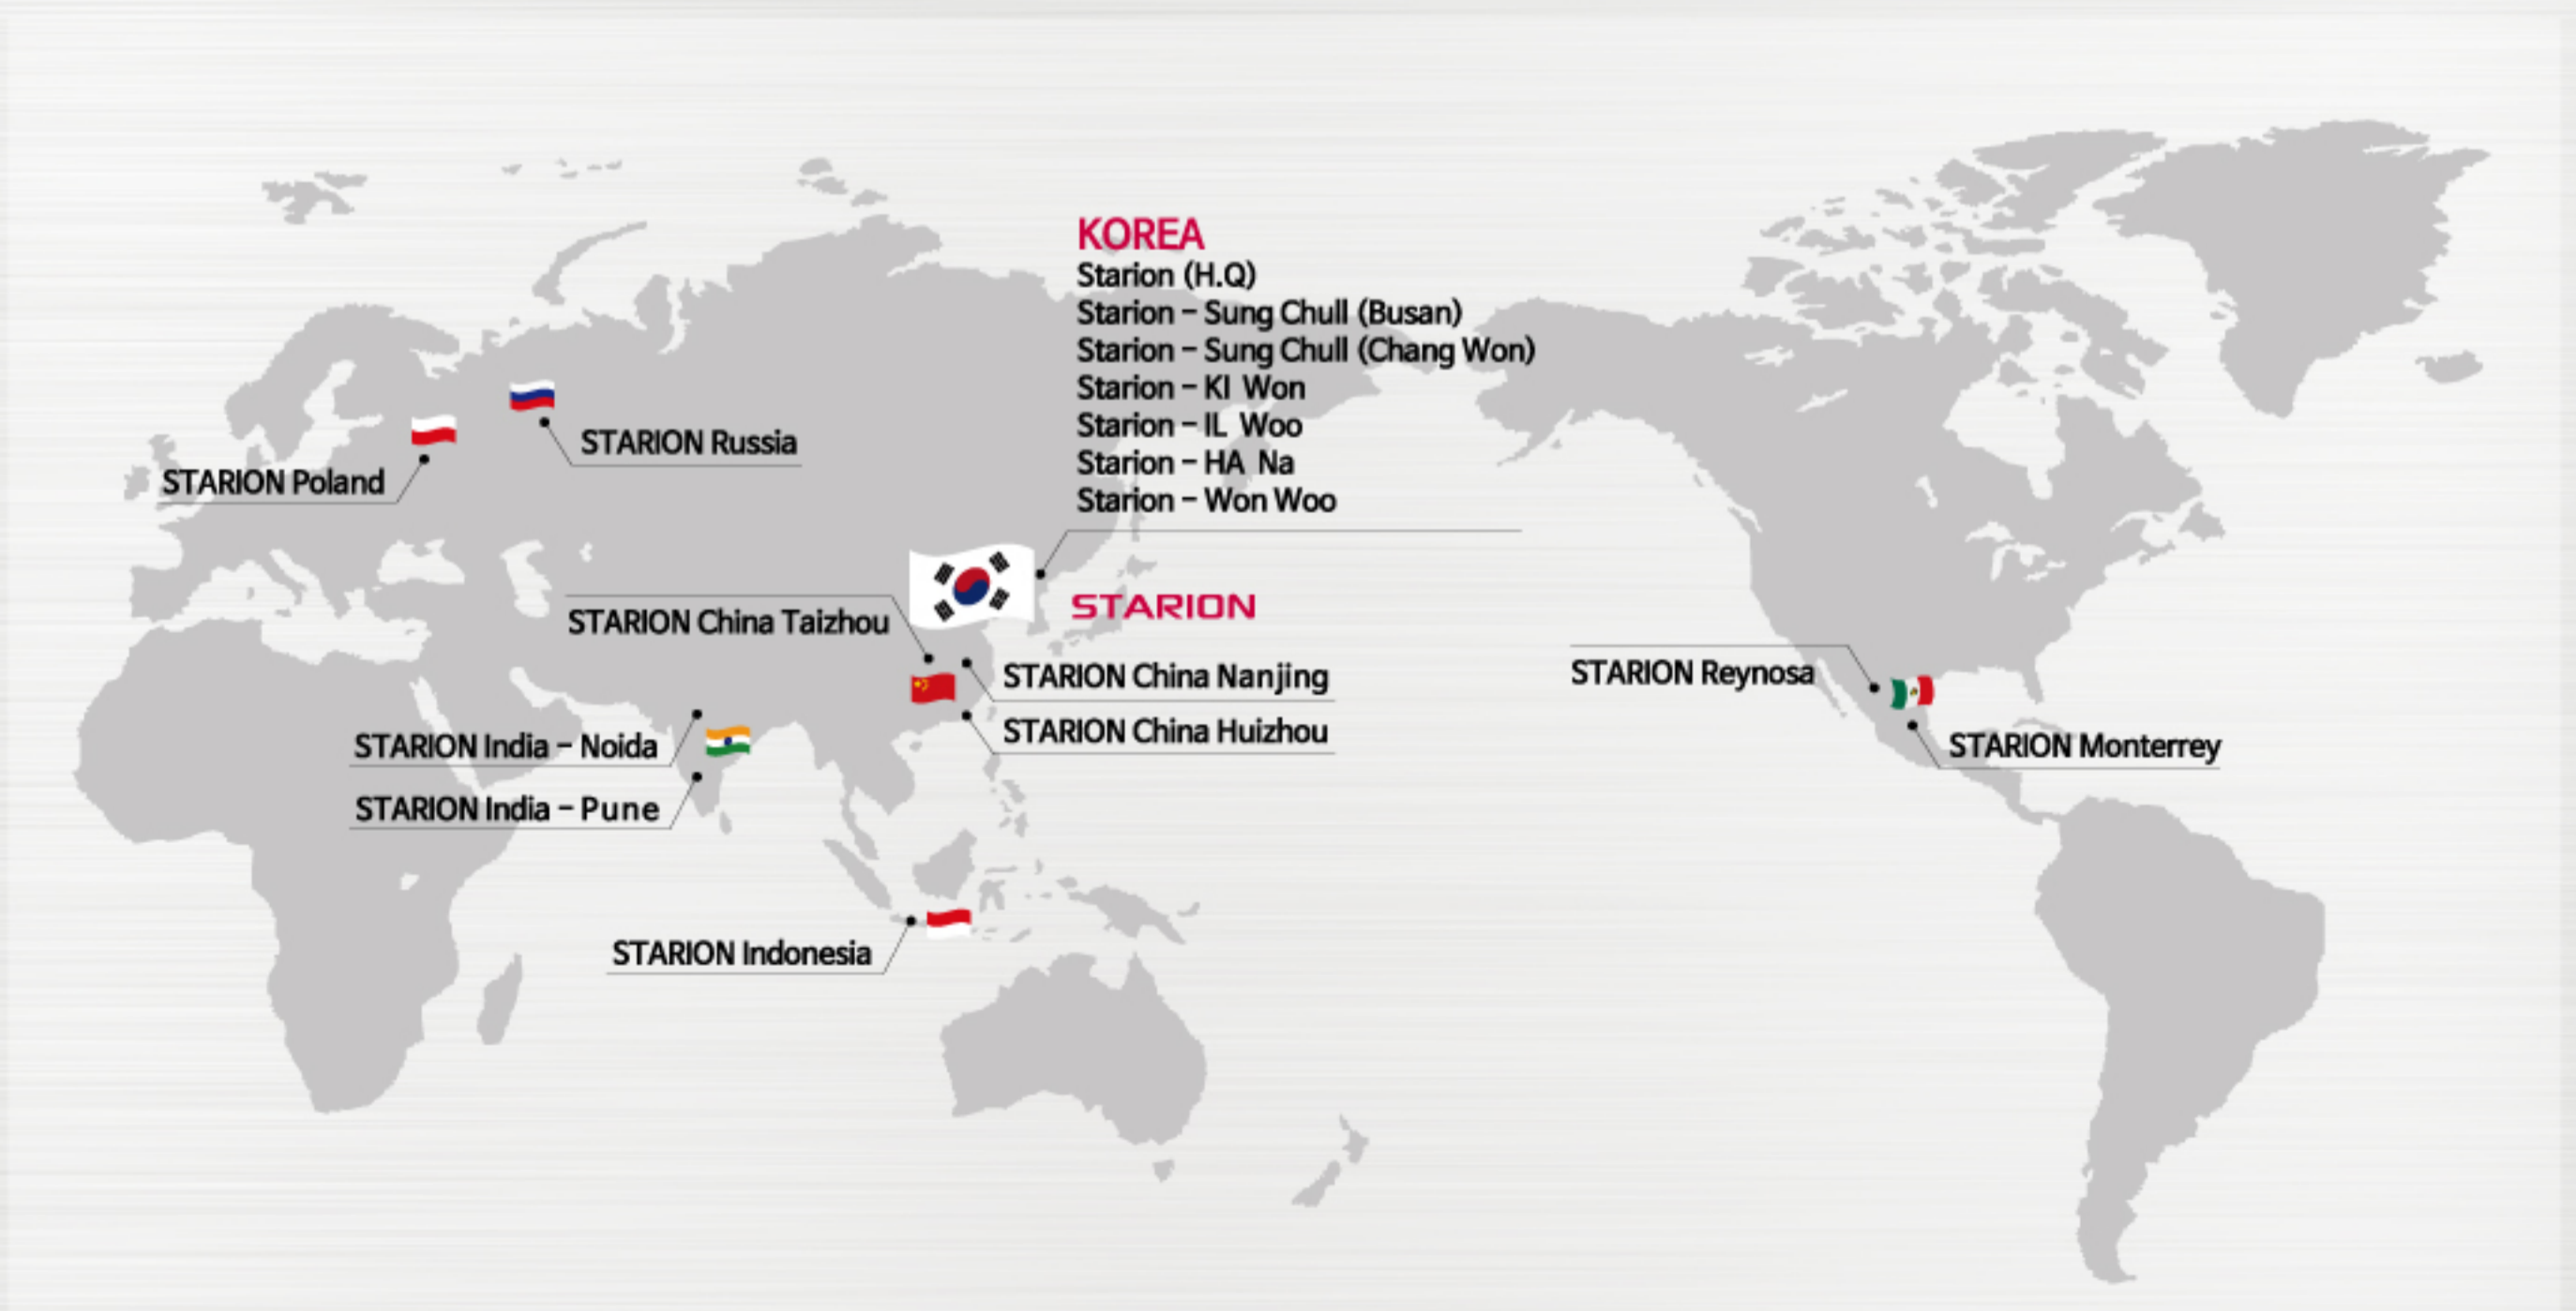 KOREA
Starion (H.Q)
Starion - Sung Chull (Busan)
Starion - Sung Chull (Chang Won)
Starion - KI Won
Starion - IL Woo
Starion - HA Na
Starion - Won Woo
STARION Russia
STARION Poland
STARION
STARION China Taizhou
STARION China Nanjing
STARION Reynosa
STARION China Huizhou
STARION India - Noida
STARION Monterrey
STARION India - Pune
STARION Indonesia